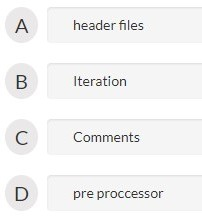 A header files
B Iteration
C Comments
D pre proccessor